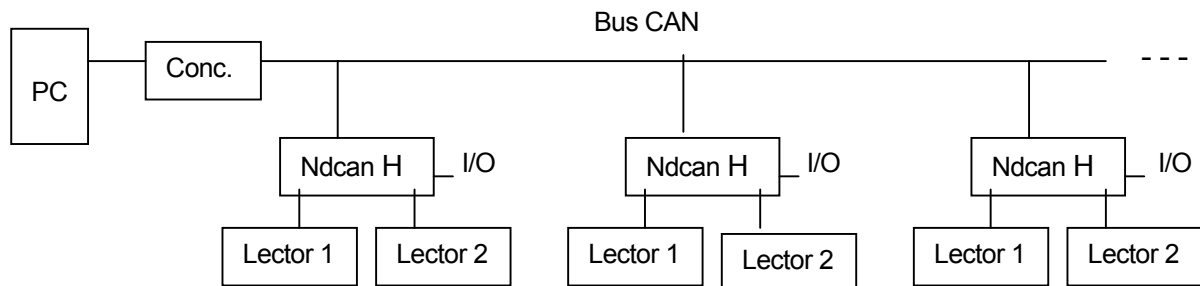 Bus CAN
PC
Conc.
- - -
Ndcan H
I/O
Ndcan H
I/O
Ndcan H
I/O
Lector 1
Lector 2
Lector 1
Lector 2
Lector 1
Lector 2